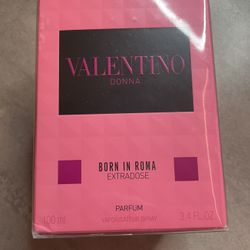 VALENTINO
DONNA
BORN IN ROMA
EXTRADOSE
PARFUM
100 ml VAPORISATEUR SPRAY 3.4 FL.OZ.